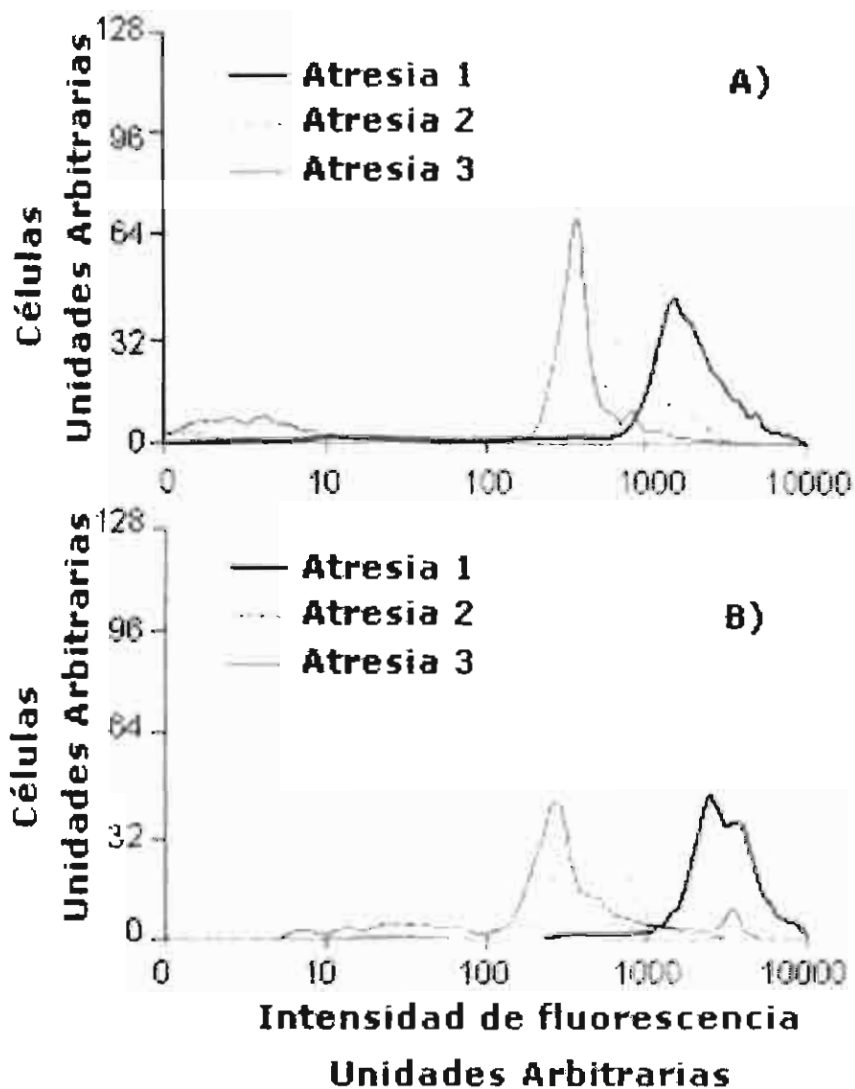 128
96
64
32
0
Células
Unidades Arbitrarias
Atresia 1
Atresia 2
Atresia 3
A)
0 10 100 1000 10000
128
96
64
32
0
Células
Unidades Arbitrarias
Atresia 1
Atresia 2
Atresia 3
B)
0 10 100 1000 10000
Intensidad de fluorescencia
Unidades Arbitrarias